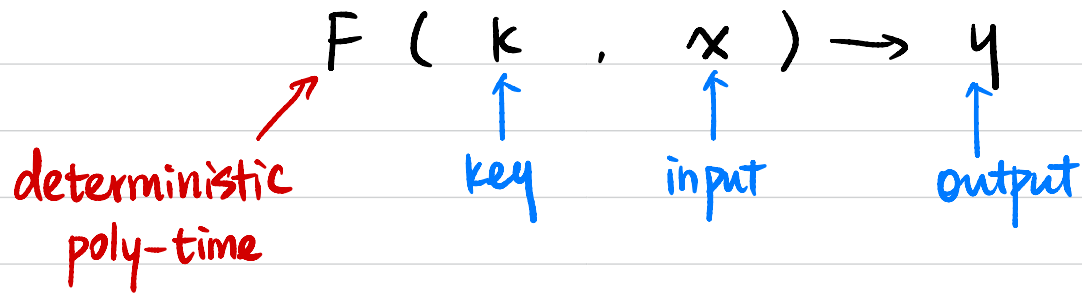 F ( k , x ) → y
key input output
deterministic
poly-time